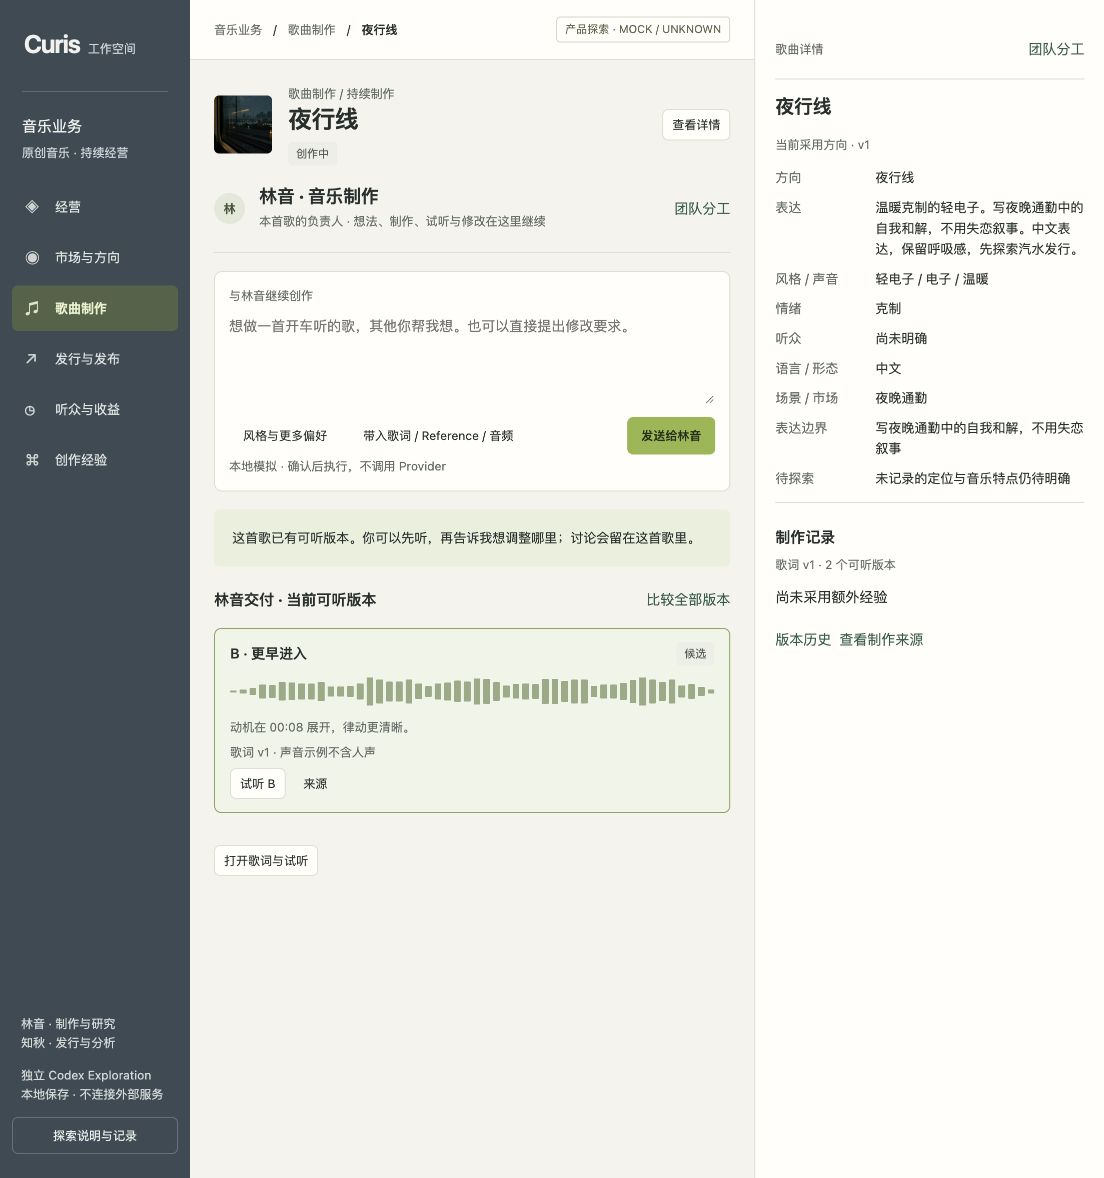 Curis 工作空间
音乐业务
原创音乐 · 持续经营
经营
市场与方向
歌曲制作
发行与发布
听众与收益
创作经验
林音 · 制作与研究
知秋 · 发行与分析
独立 Codex Exploration
本地保存 · 不连接外部服务
探索说明与记录
音乐业务 / 歌曲制作 / 夜行线
产品探索 · MOCK / UNKNOWN
歌曲制作 / 持续制作
夜行线
创作中
查看详情
林
林音 · 音乐制作
本首歌的负责人 · 想法、制作、试听与修改在这里继续
团队分工
与林音继续创作
想做一首开车听的歌，其他你帮我想。也可以直接提出修改要求。
风格与更多偏好
带入歌词 / Reference / 音频
发送给林音
本地模拟 · 确认后执行，不调用 Provider
这首歌已有可听版本。你可以先听，再告诉我想调整哪里；讨论会留在这首歌里。
林音交付 · 当前可听版本
比较全部版本
B · 更早进入
候选
动机在 00:08 展开，律动更清晰。
歌词 v1 · 声音示例不含人声
试听 B
来源
打开歌词与试听
歌曲详情
团队分工
夜行线
当前采用方向 · v1
方向 夜行线
表达 温暖克制的轻电子。写夜晚通勤中的
自我和解，不用失恋叙事。中文表
达，保留呼吸感，先探索汽水发行。
风格 / 声音 轻电子 / 电子 / 温暖
情绪 克制
听众 尚未明确
语言 / 形态 中文
场景 / 市场 夜晚通勤
表达边界 写夜晚通勤中的自我和解，不用失恋
叙事
待探索 未记录的定位与音乐特点仍待明确
制作记录
歌词 v1 · 2 个可听版本
尚未采用额外经验
版本历史 查看制作来源